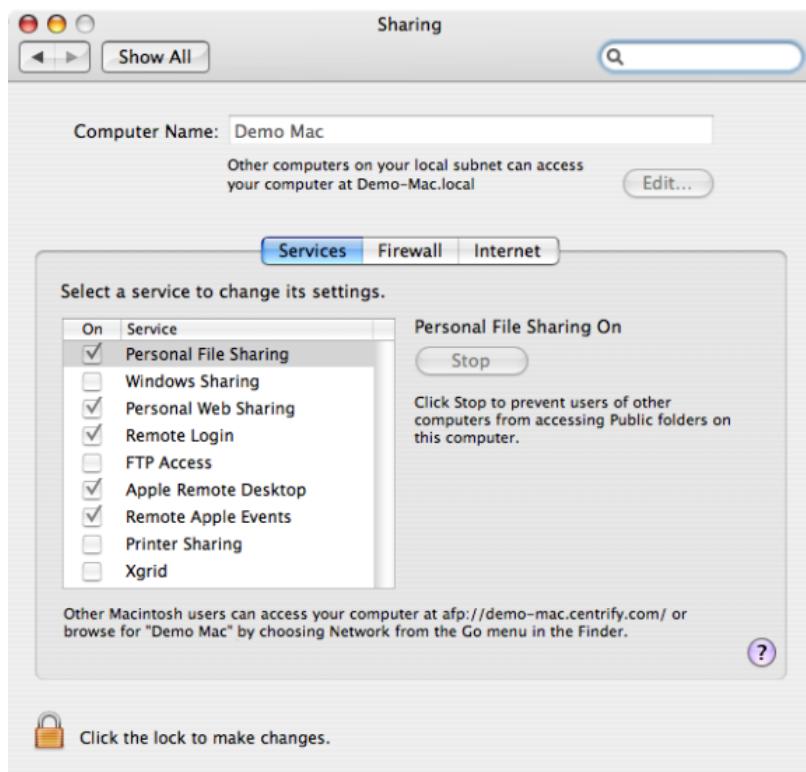 Sharing
Show All
Computer Name: Demo Mac
Other computers on your local subnet can access
your computer at Demo-Mac.local
Edit...
Services Firewall Internet
Select a service to change its settings.
On Service
Personal File Sharing
Windows Sharing
Personal Web Sharing
Remote Login
FTP Access
Apple Remote Desktop
Remote Apple Events
Printer Sharing
Xgrid
Personal File Sharing On
Stop
Click Stop to prevent users of other
computers from accessing Public folders on
this computer.
Other Macintosh users can access your computer at afp://demo-mac.centrify.com/ or
browse for "Demo Mac" by choosing Network from the Go menu in the Finder.
?
Click the lock to make changes.